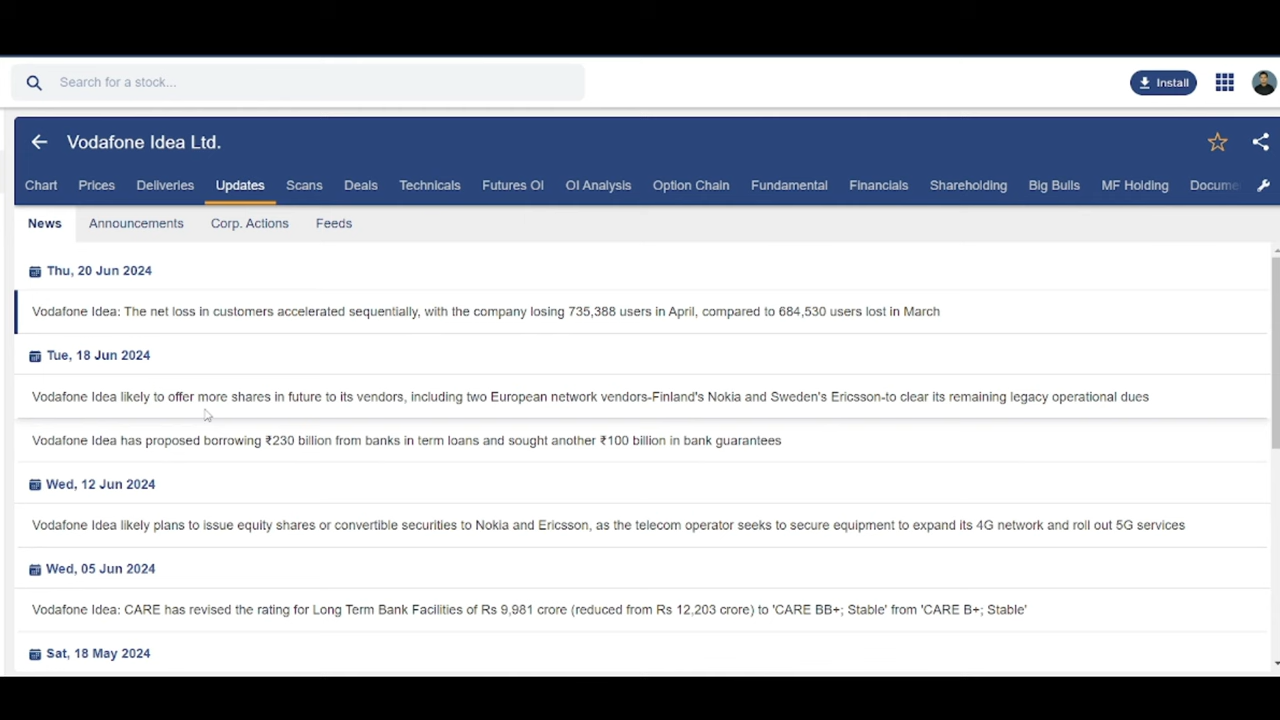 Search for a stock...
Install
Vodafone Idea Ltd.
Chart Prices Deliveries Updates Scans Deals Technicals Futures OI OI Analysis Option Chain Fundamental Financials Shareholding Big Bulls MF Holding Docume
News Announcements Corp. Actions Feeds
Thu, 20 Jun 2024
Vodafone Idea: The net loss in customers accelerated sequentially, with the company losing 735,388 users in April, compared to 684,530 users lost in March
Tue, 18 Jun 2024
Vodafone Idea likely to offer more shares in future to its vendors, including two European network vendors-Finland's Nokia and Sweden's Ericsson-to clear its remaining legacy operational dues
Vodafone Idea has proposed borrowing ₹230 billion from banks in term loans and sought another ₹100 billion in bank guarantees
Wed, 12 Jun 2024
Vodafone Idea likely plans to issue equity shares or convertible securities to Nokia and Ericsson, as the telecom operator seeks to secure equipment to expand its 4G network and roll out 5G services
Wed, 05 Jun 2024
Vodafone Idea: CARE has revised the rating for Long Term Bank Facilities of Rs 9,981 crore (reduced from Rs 12,203 crore) to 'CARE BB+; Stable' from 'CARE B+; Stable'
Sat, 18 May 2024